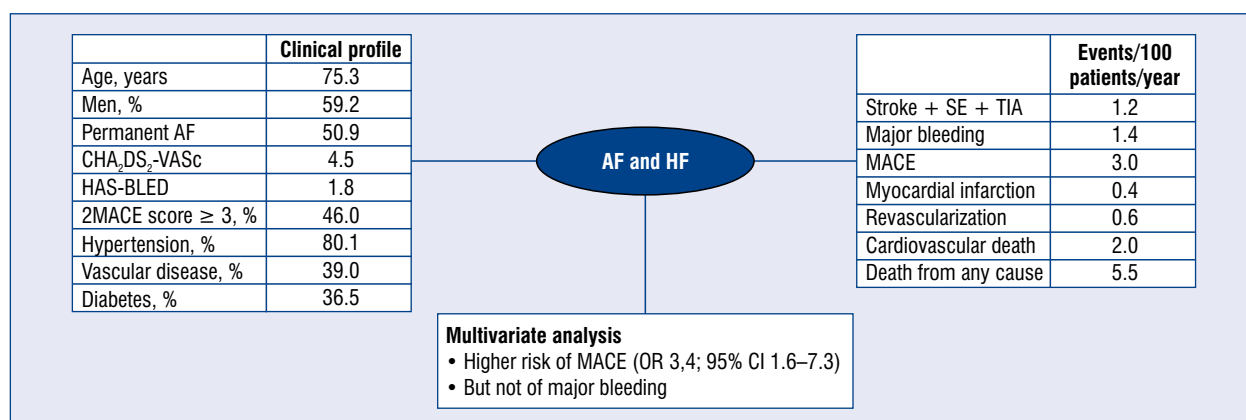 Clinical profile
Age, years 75.3
Men, % 59.2
Permanent AF 50.9
CHA₂DS₂-VASc 4.5
HAS-BLED 1.8
2MACE score ≥ 3, % 46.0
Hypertension, % 80.1
Vascular disease, % 39.0
Diabetes, % 36.5
AF and HF
Events/100
patients/year
Stroke + SE + TIA 1.2
Major bleeding 1.4
MACE 3.0
Myocardial infarction 0.4
Revascularization 0.6
Cardiovascular death 2.0
Death from any cause 5.5
Multivariate analysis
• Higher risk of MACE (OR 3,4; 95% CI 1.6–7.3)
• But not of major bleeding